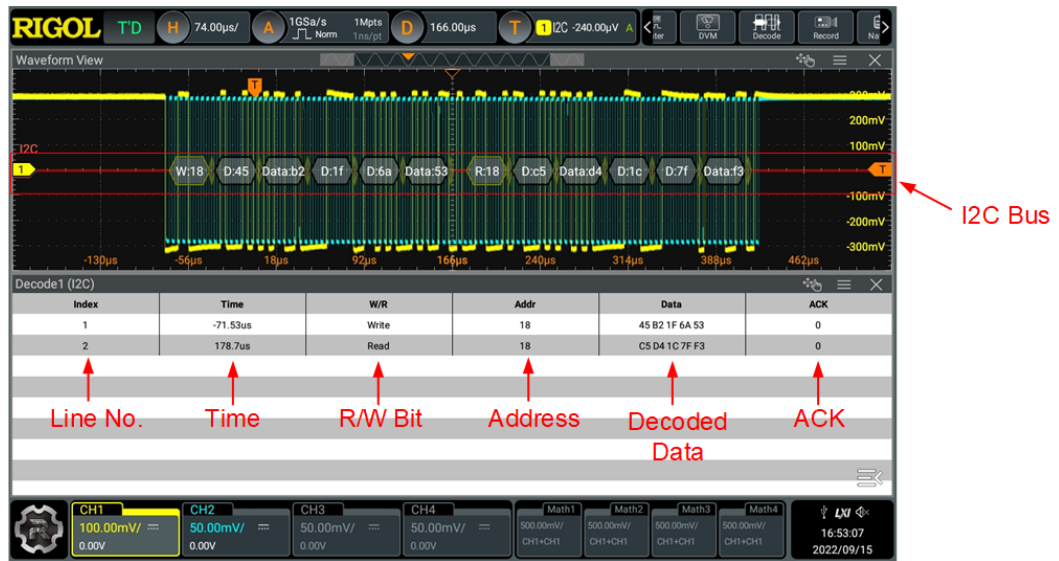 RIGOL T'D H 74.00μs/ A 1GSa/s Norm 1Mpts 1ns/pt D 166.00μs T 1 I2C -240.00μV A DVM Decode Record
Waveform View
T
200mV
I2C
100mV
1 W:18 D:45 Data:b2 D:1f D:6a Data:53 R:18 D:c5 Data:d4 D:1c D:7f Data:f3 T
-100mV
I2C Bus
-200mV
-300mV
-130μs -56μs 18μs 92μs 166μs 240μs 314μs 388μs 462μs
Decode1 (I2C)
Index Time W/R Addr Data ACK
1 -71.53us Write 18 45 B2 1F 6A 53 0
2 178.7us Read 18 C5 D4 1C 7F F3 0
Line No. Time R/W Bit Address Decoded Data ACK
CH1 CH2 CH3 CH4 Math1 Math2 Math3 Math4
100.00mV/ 50.00mV/ 50.00mV/ 50.00mV/ 500.00mV/ 500.00mV/ 500.00mV/ 500.00mV/
0.00V 0.00V 0.00V 0.00V CH1+CH1 CH1+CH1 CH1+CH1 CH1+CH1
LXI
16:53:07
2022/09/15